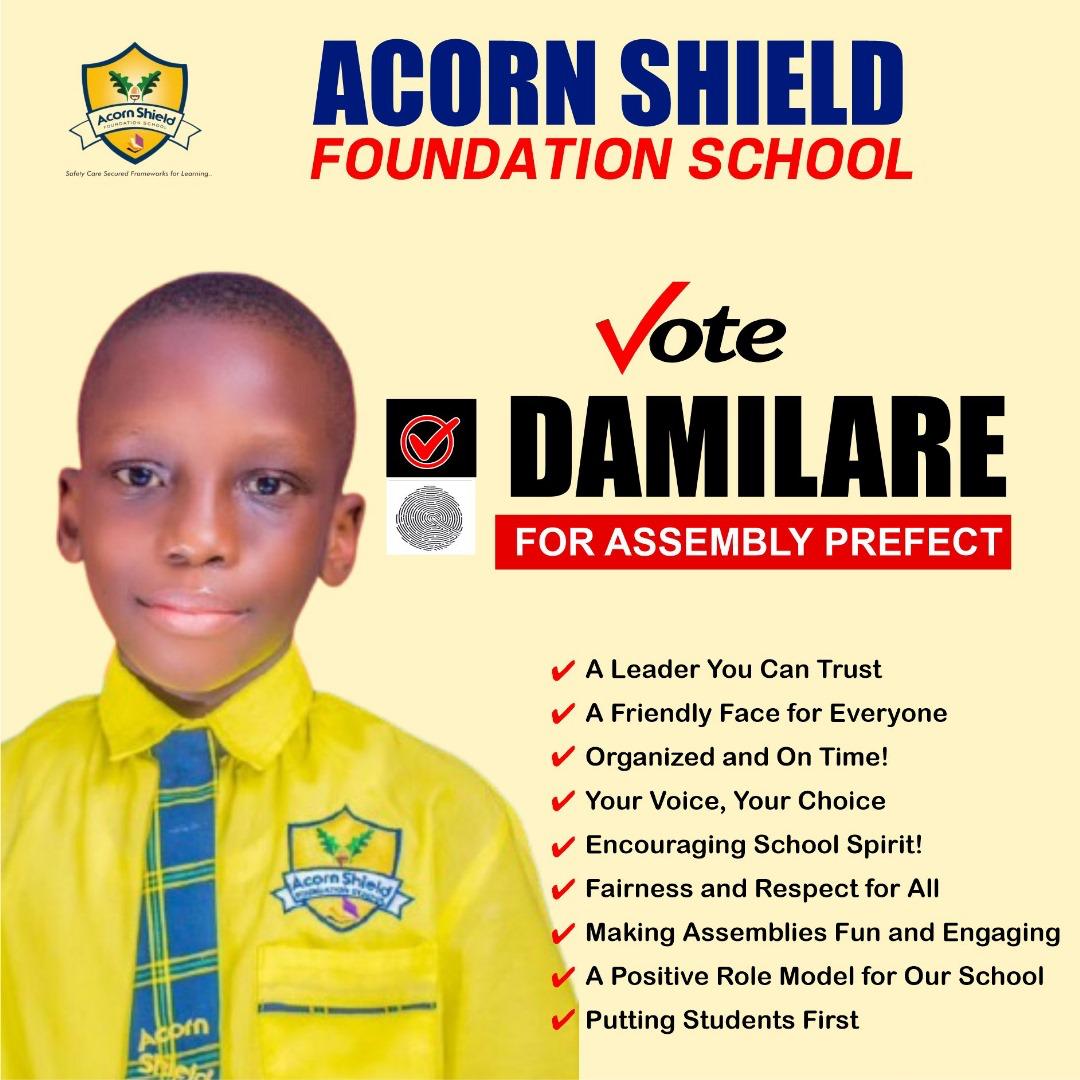 Acorn Shield
FOUNDATION SCHOOL
Safety Care Secured Frameworks for Learning..
ACORN SHIELD
FOUNDATION SCHOOL
Vote
DAMILARE
FOR ASSEMBLY PREFECT
A Leader You Can Trust
A Friendly Face for Everyone
Organized and On Time!
Your Voice, Your Choice
Encouraging School Spirit!
Fairness and Respect for All
Making Assemblies Fun and Engaging
A Positive Role Model for Our School
Putting Students First
Acorn Shield
FOUNDATION SCHOOL
Acorn
Shield